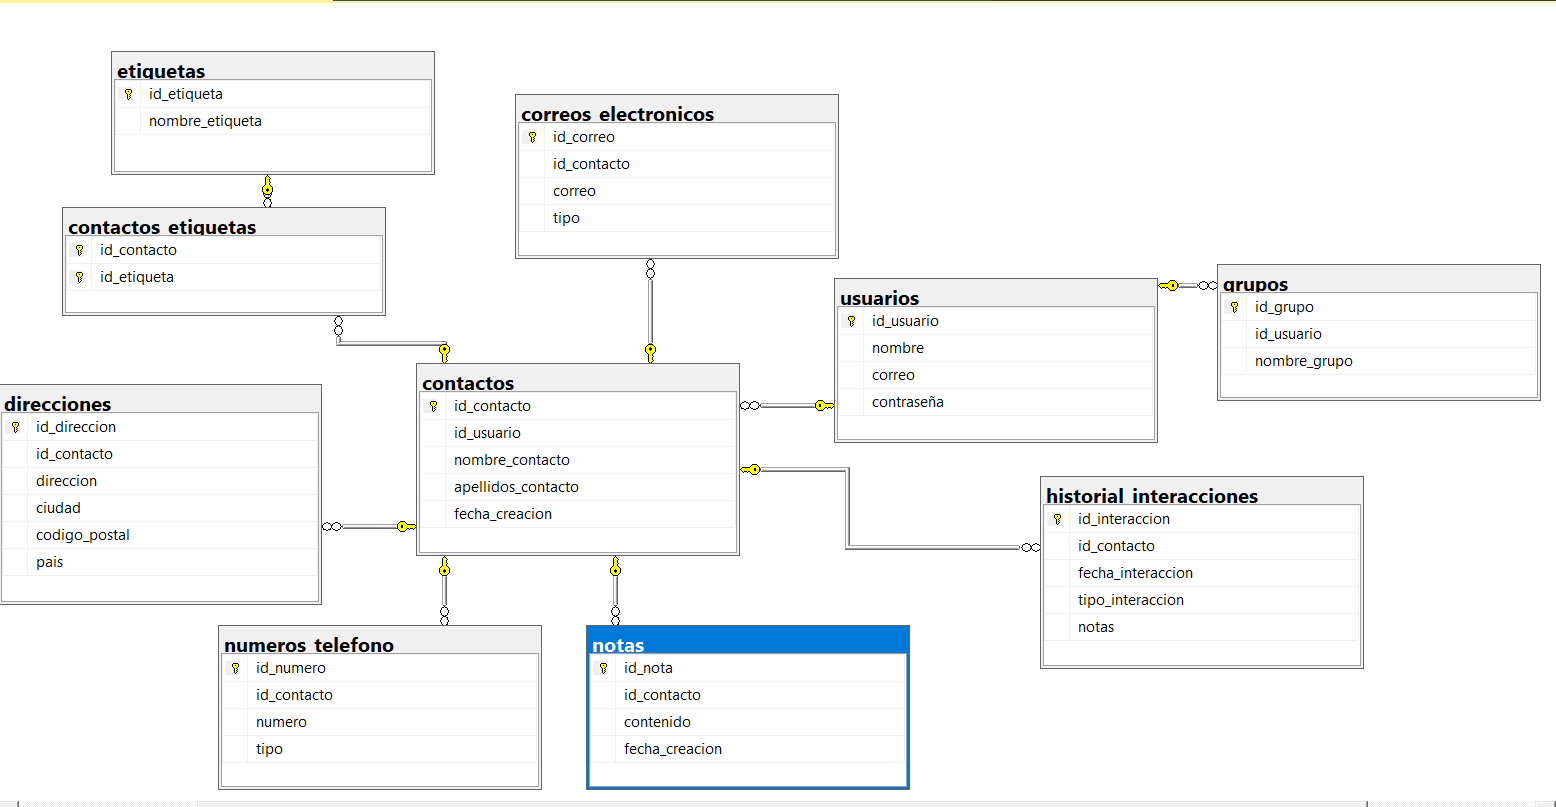 etiquetas
id_etiqueta
nombre_etiqueta
correos_electronicos
id_correo
id_contacto
correo
tipo
contactos_etiquetas
id_contacto
id_etiqueta
usuarios
id_usuario
nombre
correo
contraseña
grupos
id_grupo
id_usuario
nombre_grupo
contactos
id_contacto
id_usuario
nombre_contacto
apellidos_contacto
fecha_creacion
direcciones
id_direccion
id_contacto
direccion
ciudad
codigo_postal
pais
historial_interacciones
id_interaccion
id_contacto
fecha_interaccion
tipo_interaccion
notas
numeros_telefono
id_numero
id_contacto
numero
tipo
notas
id_nota
id_contacto
contenido
fecha_creacion